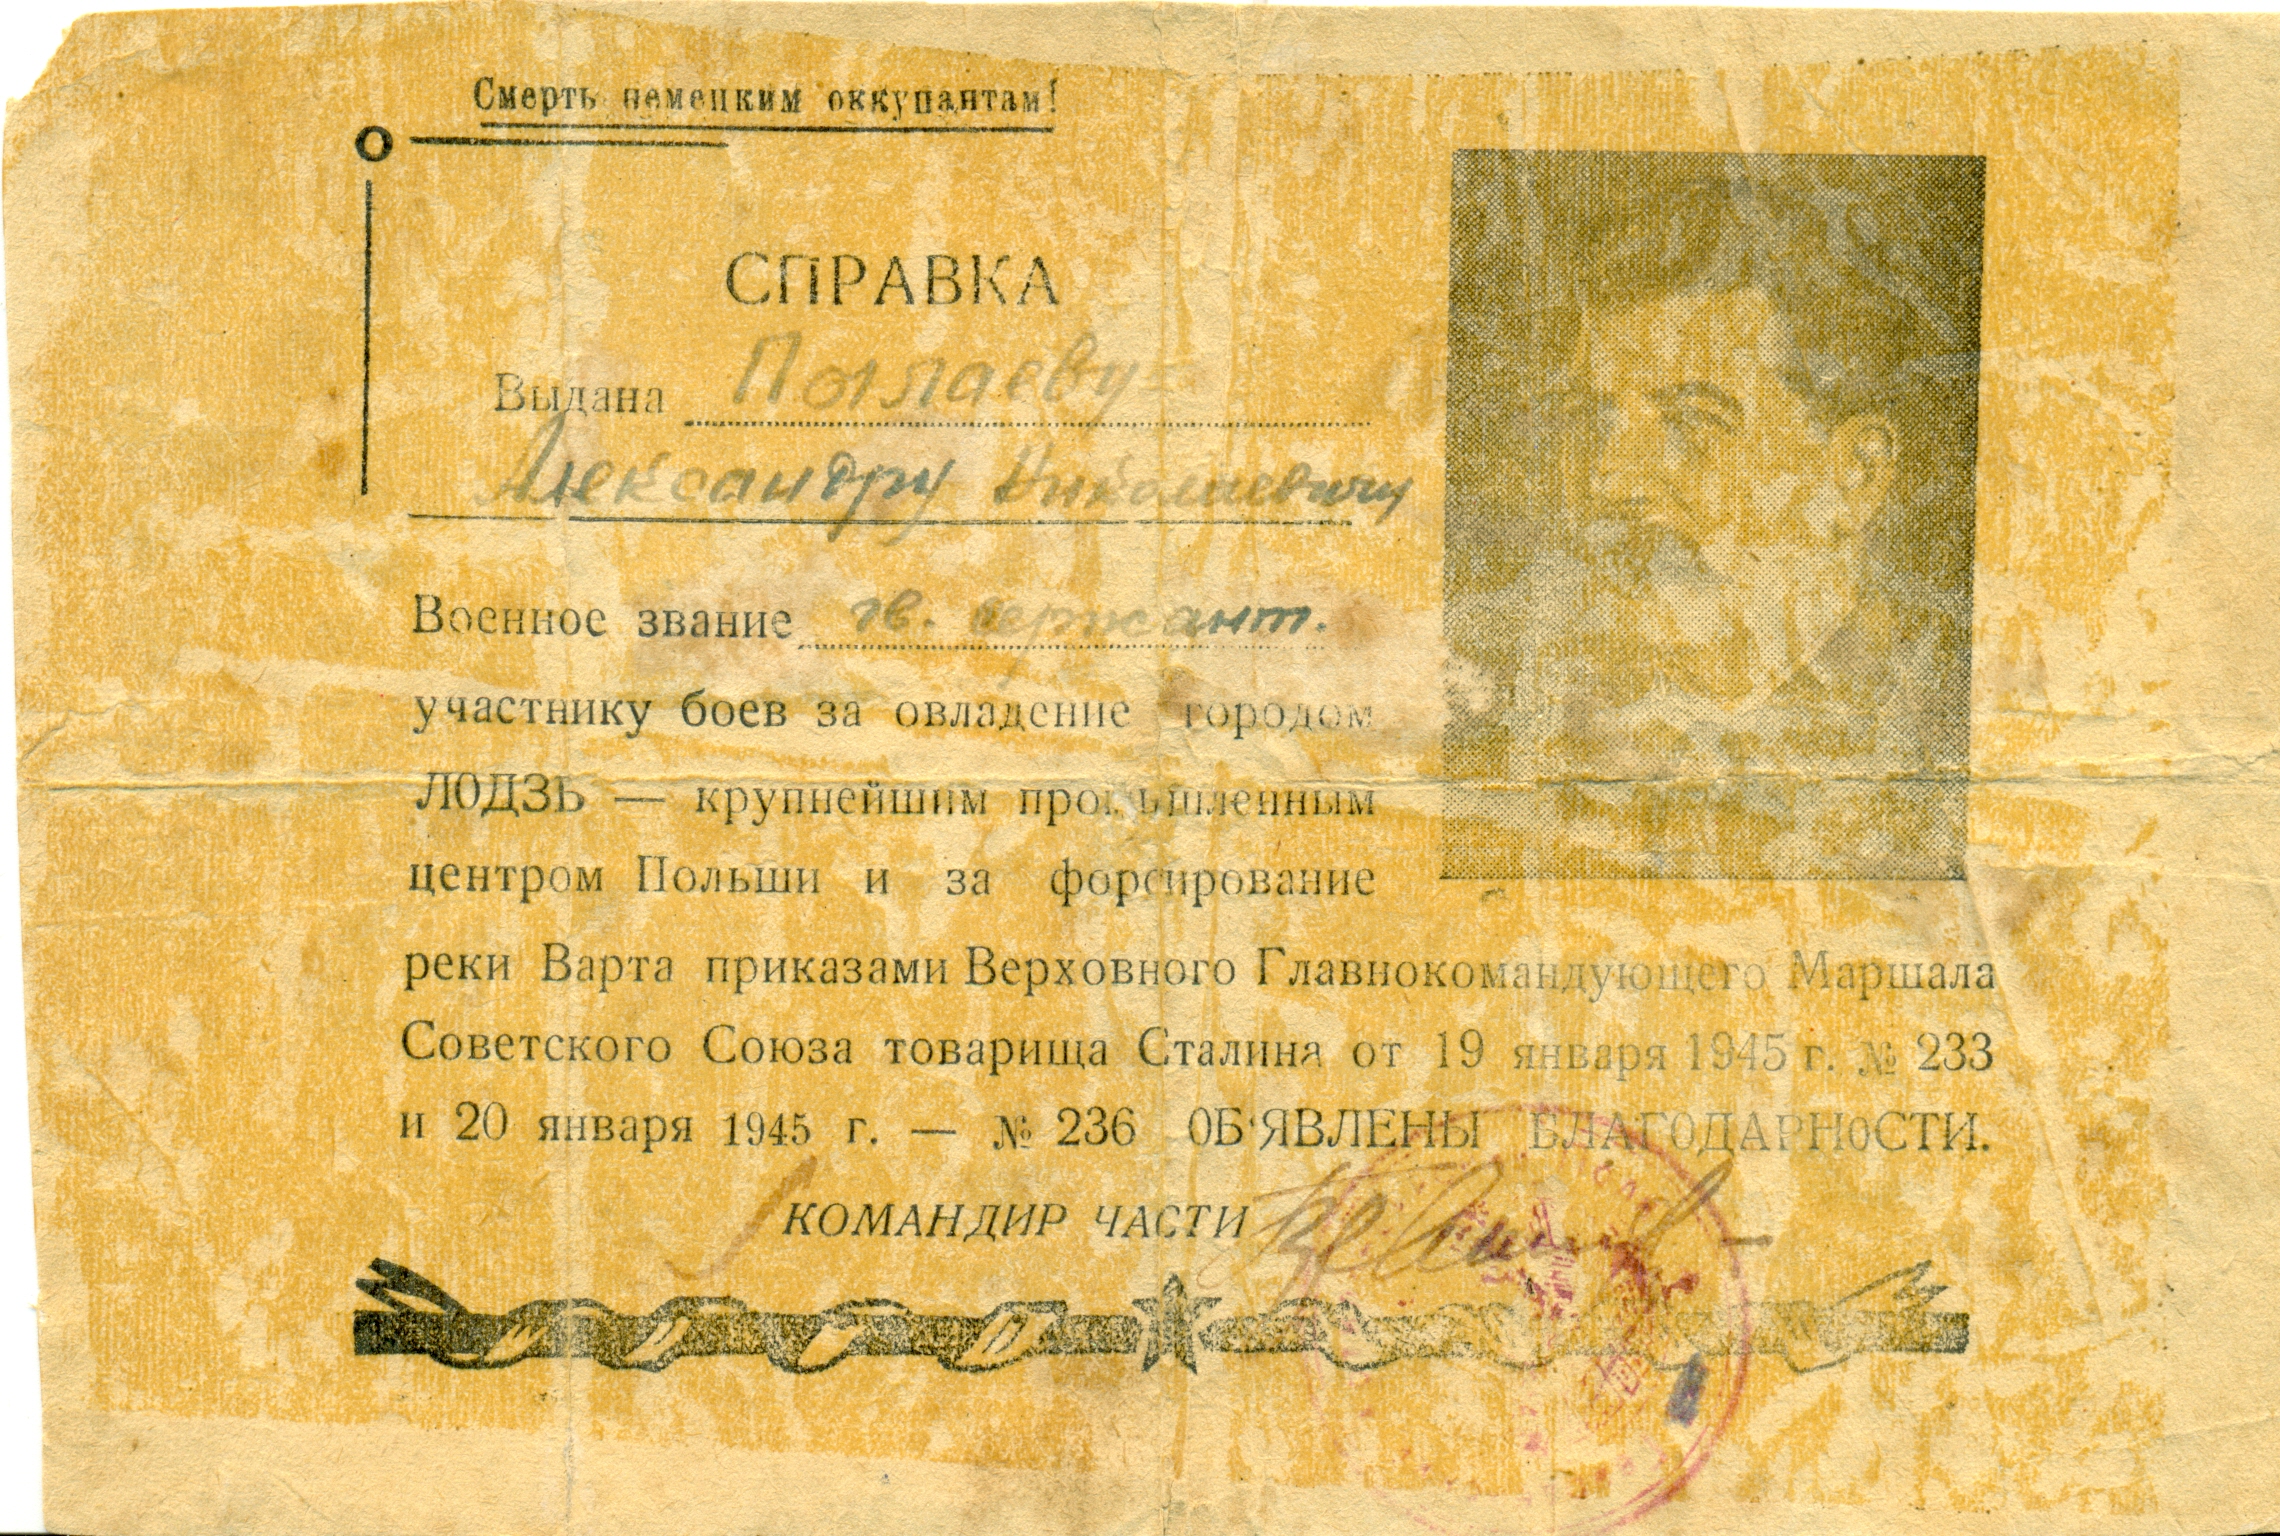 Смерть немецким оккупантам!
СПРАВКА
Выдана Пылаеву
Александру Николаевичу
Военное звание гв. сержант.
участнику боев за овладение городом
ЛОДЗЬ — крупнейшим промышленным
центром Польши и за форсирование
реки Варта приказами Верховного Главнокомандующего Маршала
Советского Союза товарища Сталина от 19 января 1945 г. № 233
и 20 января 1945 г. — № 236 ОБ'ЯВЛЕНЫ БЛАГОДАРНОСТИ.
КОМАНДИР ЧАСТИ